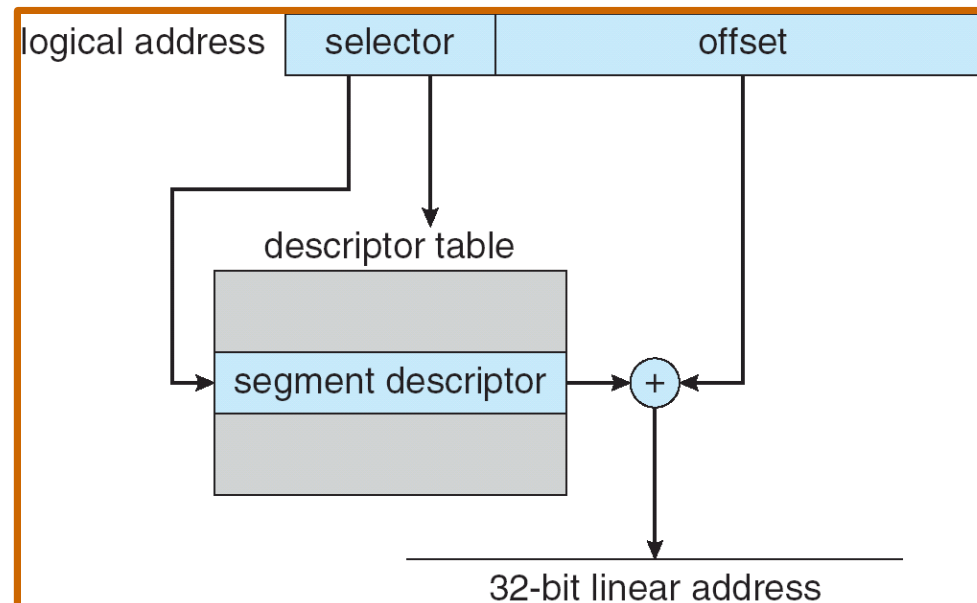 logical address selector offset
descriptor table
segment descriptor +
32-bit linear address